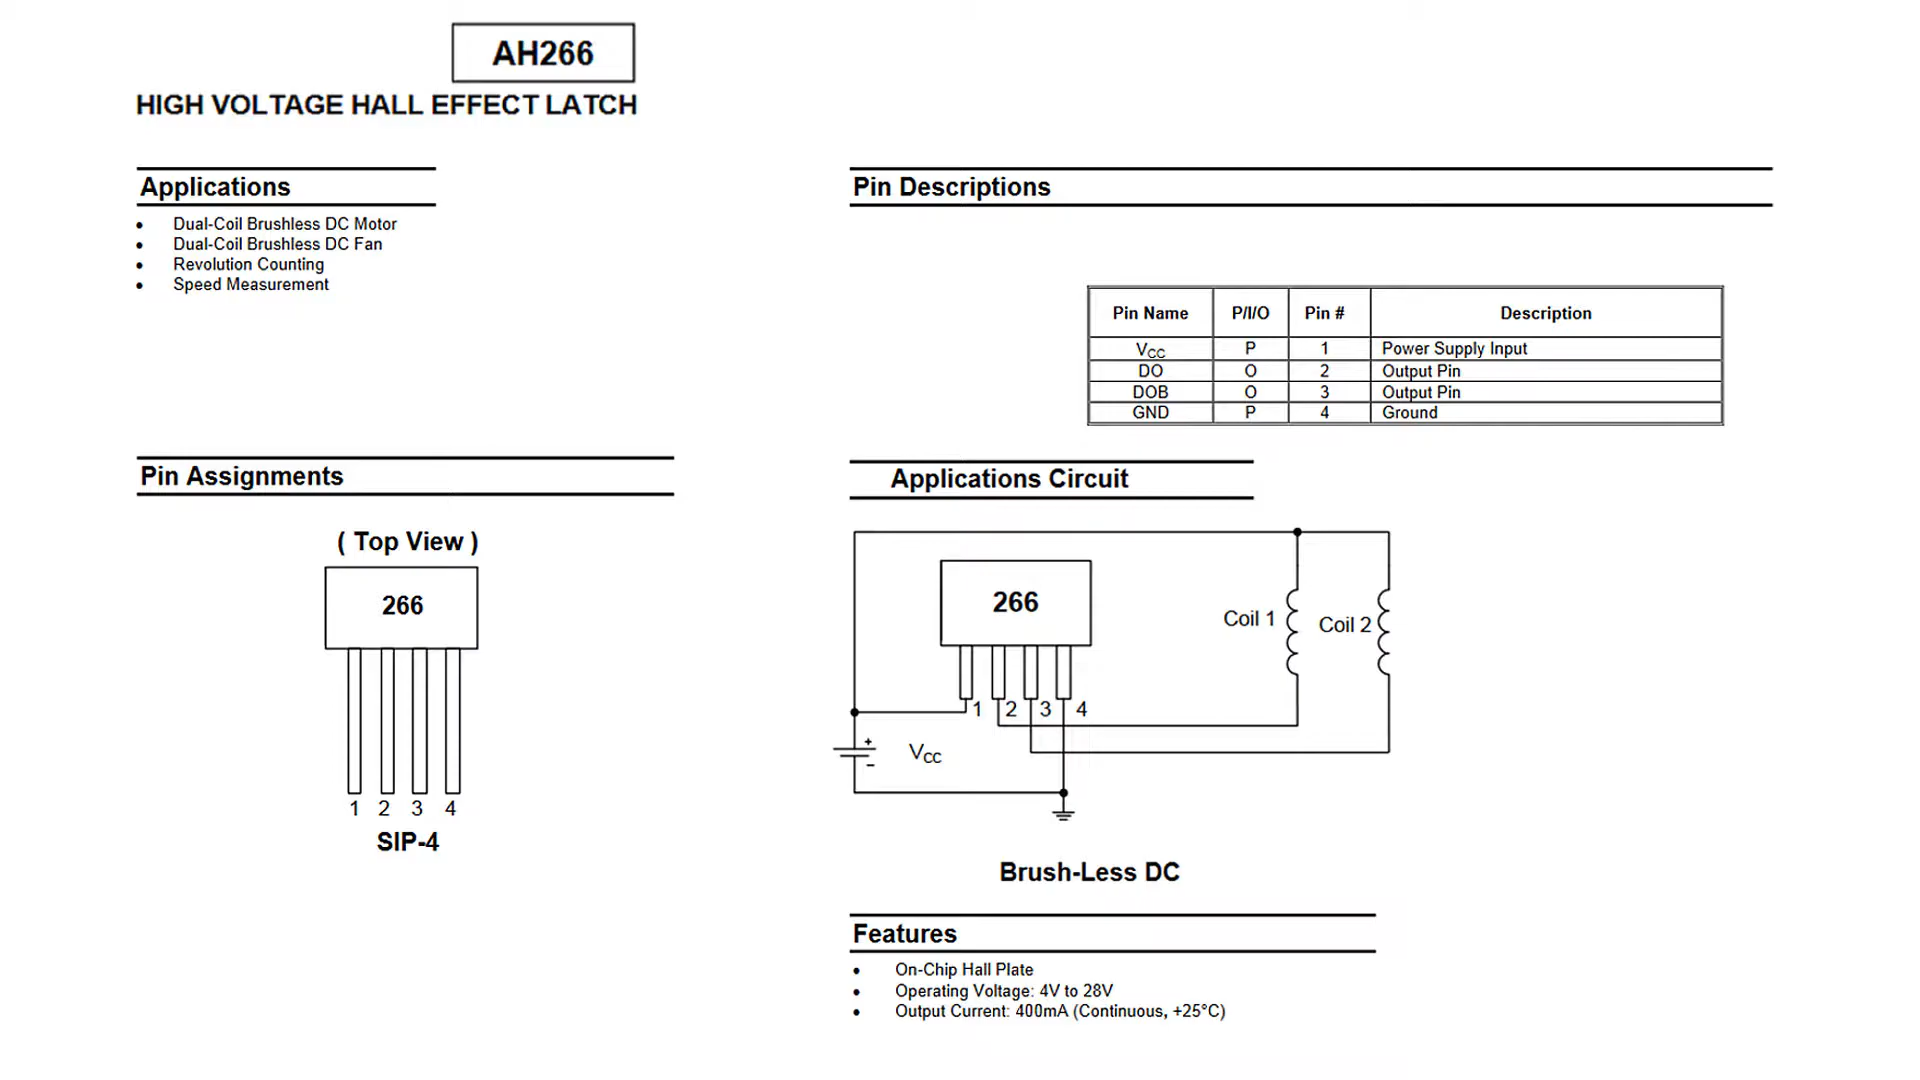 AH266
HIGH VOLTAGE HALL EFFECT LATCH
Applications
• Dual-Coil Brushless DC Motor
• Dual-Coil Brushless DC Fan
• Revolution Counting
• Speed Measurement
Pin Descriptions
Pin Name P/I/O Pin # Description
VCC P 1 Power Supply Input
DO O 2 Output Pin
DOB O 3 Output Pin
GND P 4 Ground
Pin Assignments
( Top View )
266
1 2 3 4
SIP-4
Applications Circuit
266
Coil 1 Coil 2
1 2 3 4
+
VCC
-
Brush-Less DC
Features
• On-Chip Hall Plate
• Operating Voltage: 4V to 28V
• Output Current: 400mA (Continuous, +25°C)